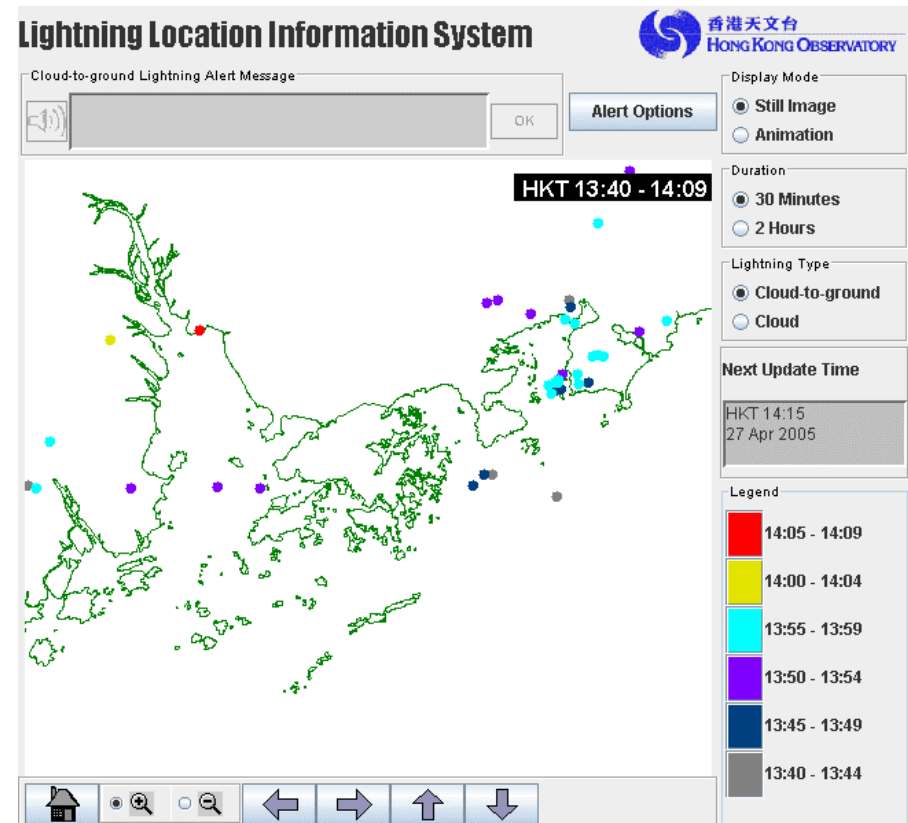 Lightning Location Information System
香港天文台
HONG KONG OBSERVATORY
Cloud-to-ground Lightning Alert Message
OK
Alert Options
Display Mode
Still Image
Animation
HKT 13:40 - 14:09
Duration
30 Minutes
2 Hours
Lightning Type
Cloud-to-ground
Cloud
Next Update Time
HKT 14:15
27 Apr 2005
Legend
14:05 - 14:09
14:00 - 14:04
13:55 - 13:59
13:50 - 13:54
13:45 - 13:49
13:40 - 13:44